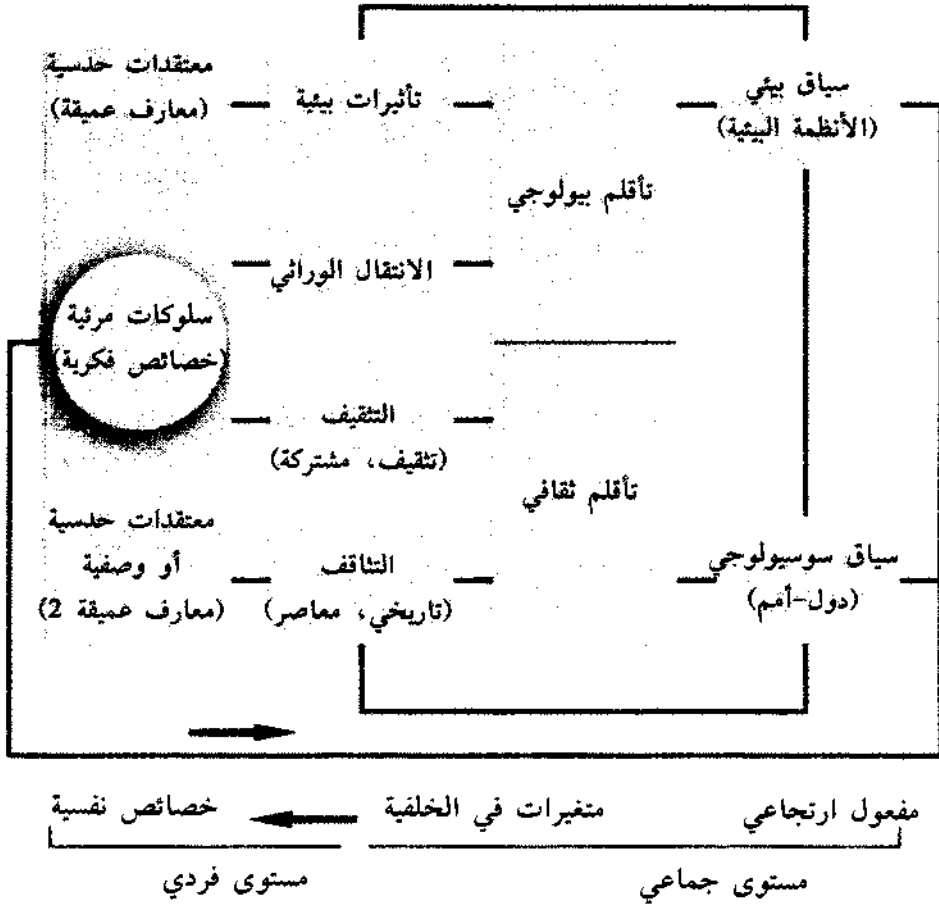 سياق بيئي
(الأنظمة البيئية)
تأثيرات بيئية
معتقدات حدسية
(معارف عميقة)
تأقلم بيولوجي
الانتقال الوراثي
سلوكات مرئية
(خصائص فكرية)
التثقيف
(تثقيف، مشتركة)
تأقلم ثقافي
سياق سوسيولوجي
(دول-أمم)
التثاقف
(تاريخي، معاصر)
معتقدات حدسية
أو وصفية
(معارف عميقة 2)
مفعول ارتجاعي
متغيرات في الخلفية
خصائص نفسية
مستوى جماعي
مستوى فردي